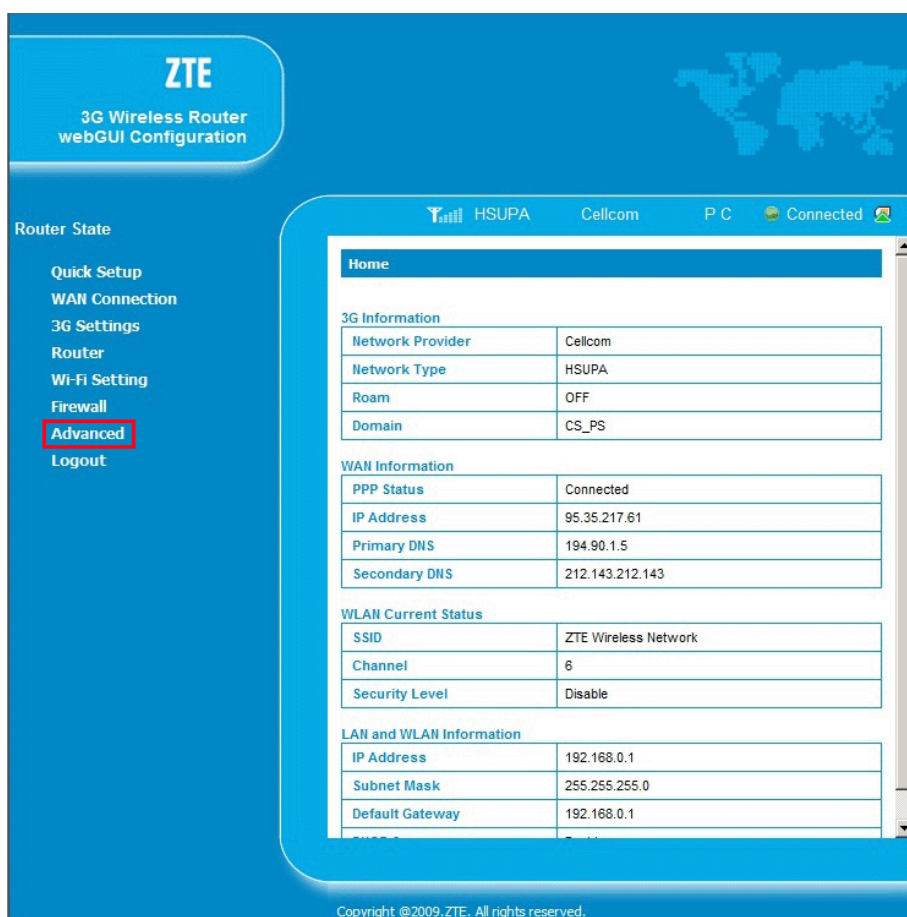 ZTE
3G Wireless Router
webGUI Configuration
HSUPA Cellcom P C Connected
Router State
Quick Setup
WAN Connection
3G Settings
Router
Wi-Fi Setting
Firewall
Advanced
Logout
Home
3G Information
Network Provider Cellcom
Network Type HSUPA
Roam OFF
Domain CS_PS
WAN Information
PPP Status Connected
IP Address 95.35.217.61
Primary DNS 194.90.1.5
Secondary DNS 212.143.212.143
WLAN Current Status
SSID ZTE Wireless Network
Channel 6
Security Level Disable
LAN and WLAN Information
IP Address 192.168.0.1
Subnet Mask 255.255.255.0
Default Gateway 192.168.0.1
Copyright @2009.ZTE. All rights reserved.